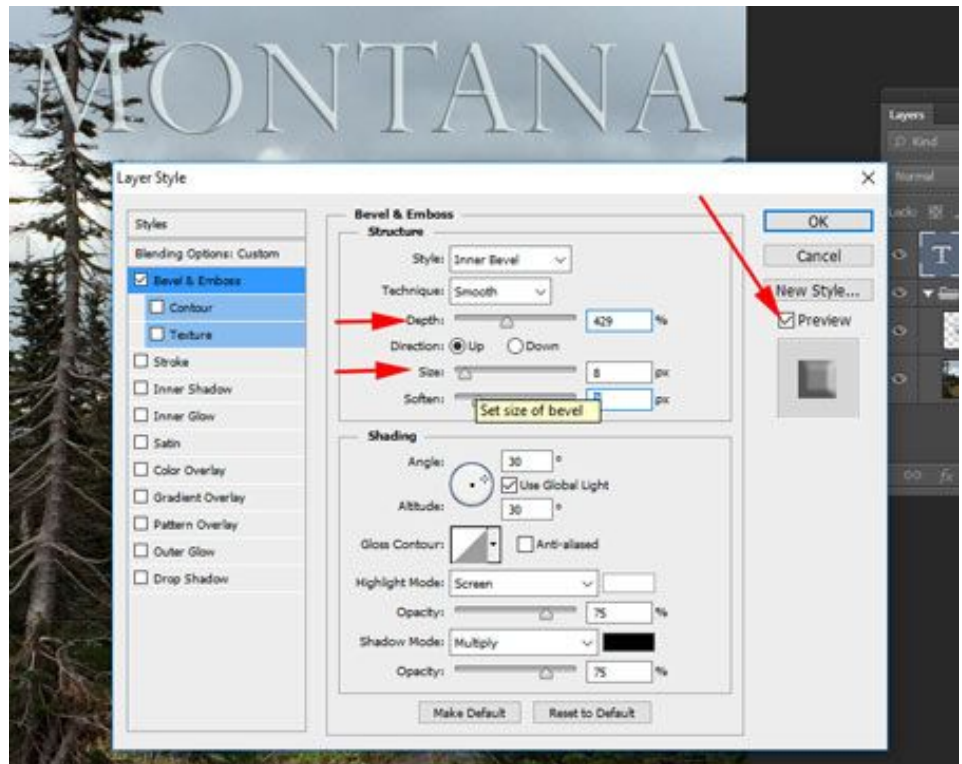 MONTANA
Layers
Kind
Normal
Lock:
T
fx
Layer Style
Styles
Blending Options: Custom
Bevel & Emboss
Contour
Texture
Stroke
Inner Shadow
Inner Glow
Satin
Color Overlay
Gradient Overlay
Pattern Overlay
Outer Glow
Drop Shadow
Bevel & Emboss
Structure
Style: Inner Bevel
Technique: Smooth
Depth: 429 %
Direction: Up Down
Size: 8 px
Soften: px
Set size of bevel
Shading
Angle: 30 °
Use Global Light
Altitude: 30 °
Gloss Contour: Anti-aliased
Highlight Mode: Screen
Opacity: 75 %
Shadow Mode: Multiply
Opacity: 75 %
Make Default Reset to Default
OK
Cancel
New Style...
Preview